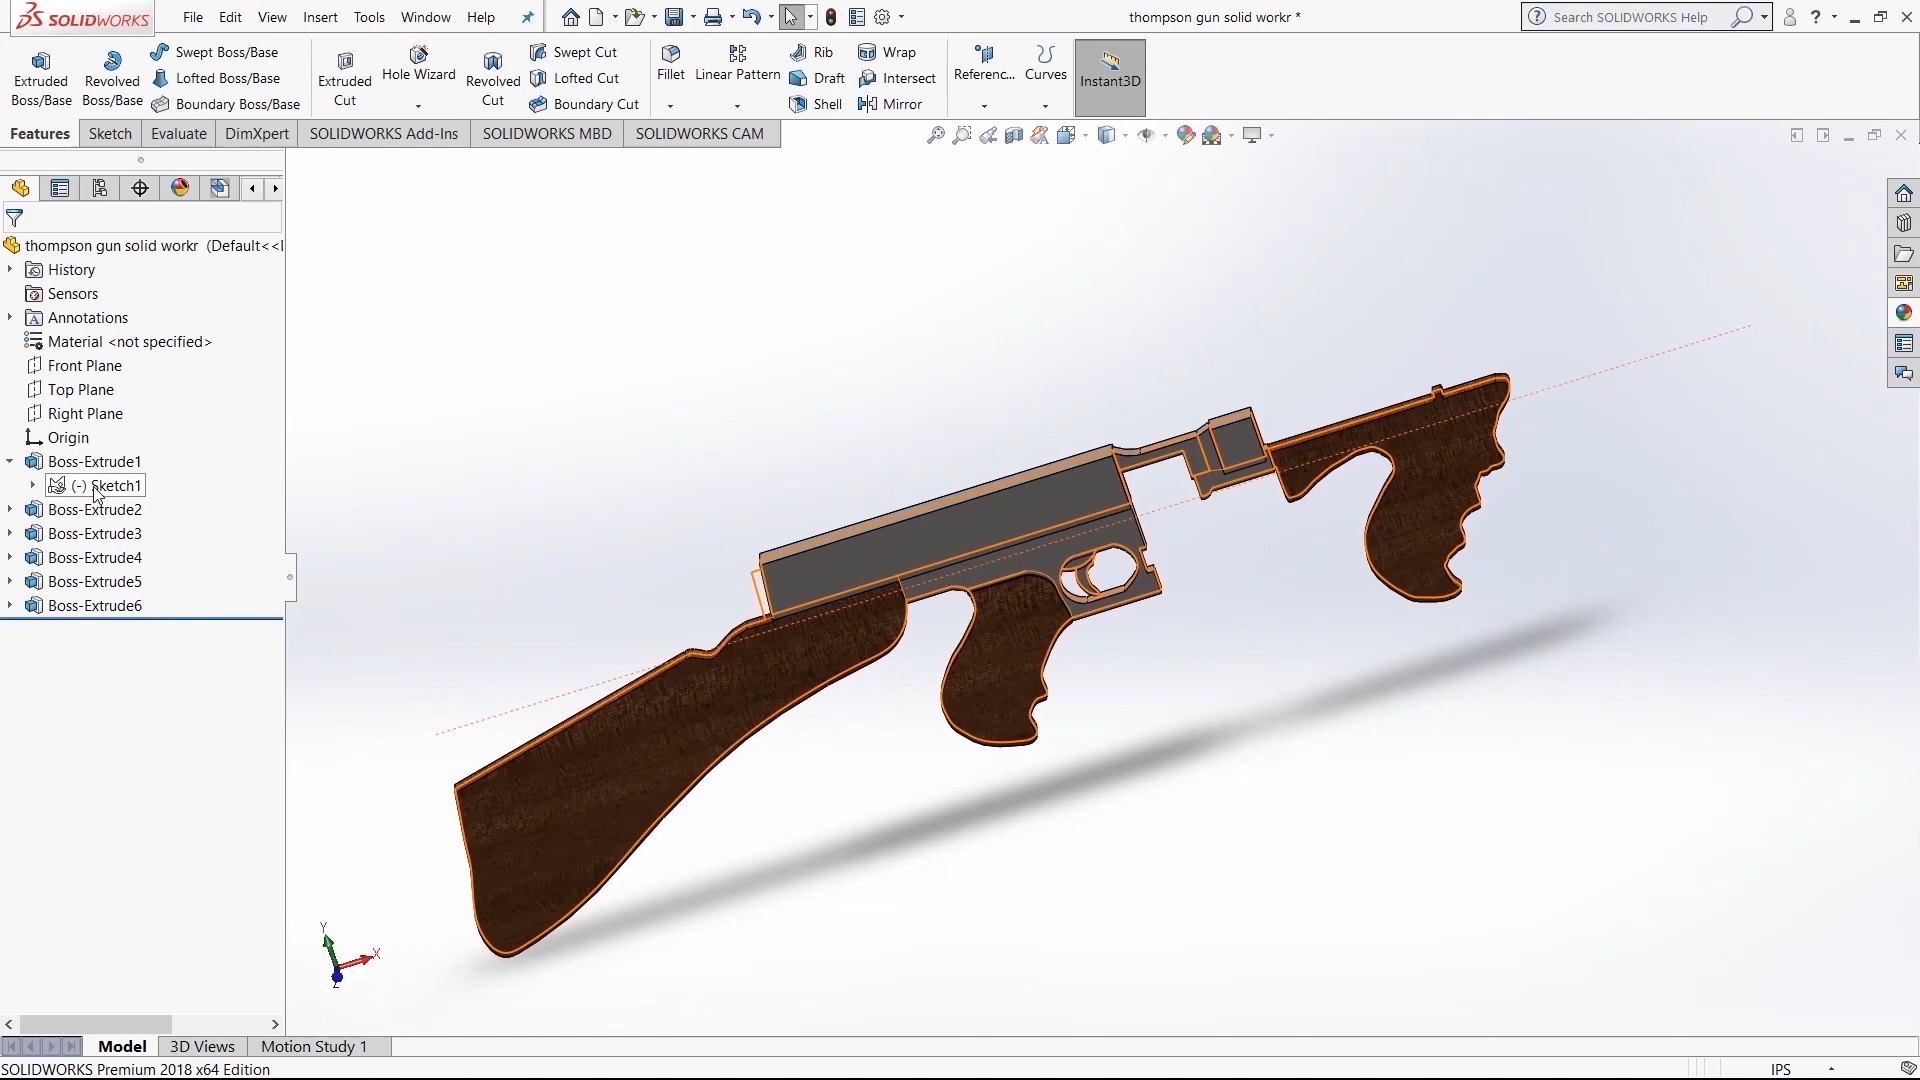 SOLIDWORKS
File Edit View Insert Tools Window Help
thompson gun solid workr *
Search SOLIDWORKS Help
Extruded Boss/Base
Revolved Boss/Base
Swept Boss/Base
Lofted Boss/Base
Boundary Boss/Base
Extruded Cut
Hole Wizard
Revolved Cut
Swept Cut
Lofted Cut
Boundary Cut
Fillet
Linear Pattern
Rib
Draft
Shell
Wrap
Intersect
Mirror
Referenc...
Curves
Instant3D
Features Sketch Evaluate DimXpert SOLIDWORKS Add-Ins SOLIDWORKS MBD SOLIDWORKS CAM
thompson gun solid workr (Default<<
History
Sensors
Annotations
Material <not specified>
Front Plane
Top Plane
Right Plane
Origin
Boss-Extrude1
(-) Sketch1
Boss-Extrude2
Boss-Extrude3
Boss-Extrude4
Boss-Extrude5
Boss-Extrude6
Y
X
Z
Model 3D Views Motion Study 1
SOLIDWORKS Premium 2018 x64 Edition
IPS